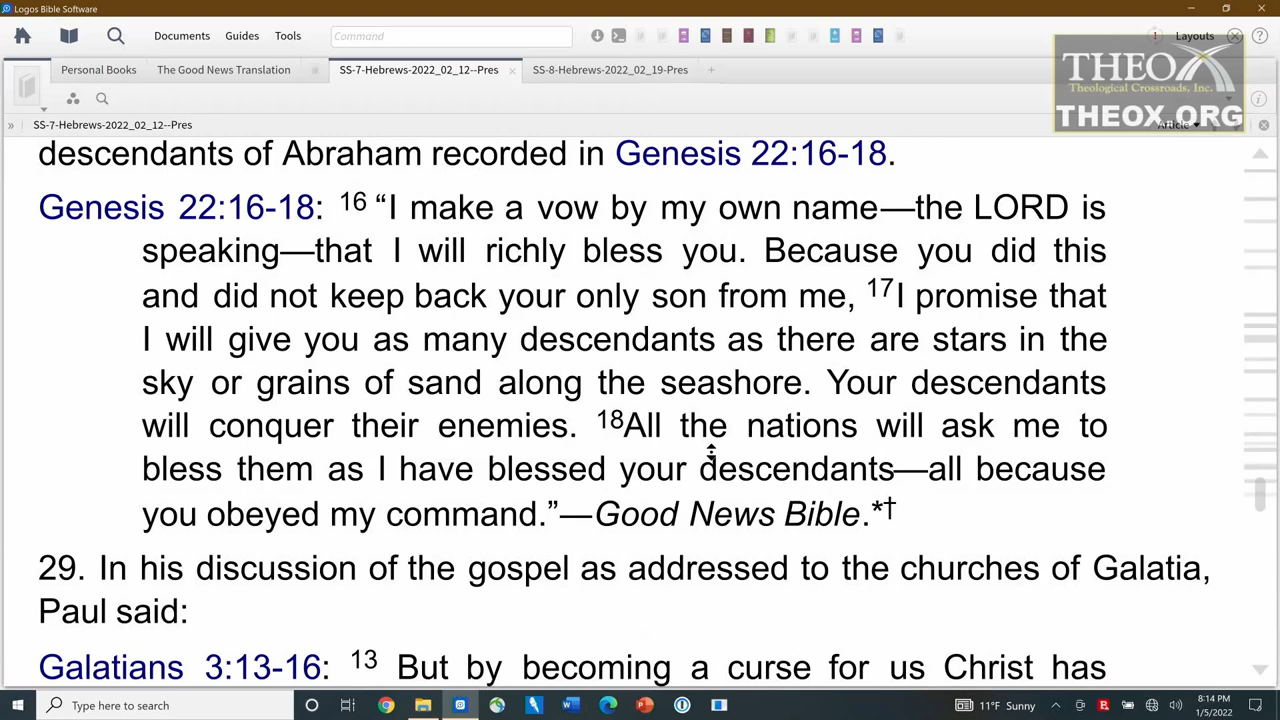 Logos Bible Software
Documents Guides Tools Command Layouts
THEOX
Theological Crossroads, Inc.
THEOX.ORG
Personal Books The Good News Translation SS-7-Hebrews-2022_02_12--Pres SS-8-Hebrews-2022_02_19-Pres
SS-7-Hebrews-2022_02_12--Pres Article
descendants of Abraham recorded in Genesis 22:16-18.
Genesis 22:16-18: 16 “I make a vow by my own name—the LORD is
speaking—that I will richly bless you. Because you did this
and did not keep back your only son from me, 17I promise that
I will give you as many descendants as there are stars in the
sky or grains of sand along the seashore. Your descendants
will conquer their enemies. 18All the nations will ask me to
bless them as I have blessed your descendants—all because
you obeyed my command.”—Good News Bible.*†
29. In his discussion of the gospel as addressed to the churches of Galatia,
Paul said:
Galatians 3:13-16: 13 But by becoming a curse for us Christ has
Type here to search
11°F Sunny
8:14 PM
1/5/2022